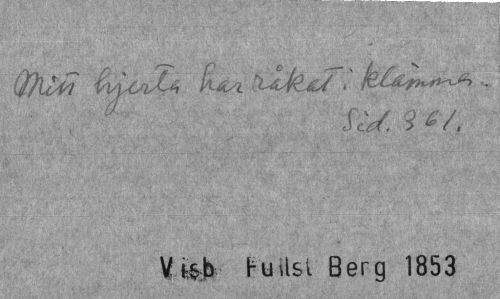 Mitt hjerta har råkat i klämma.
Sid. 361.
Visb Fullst Berg 1853